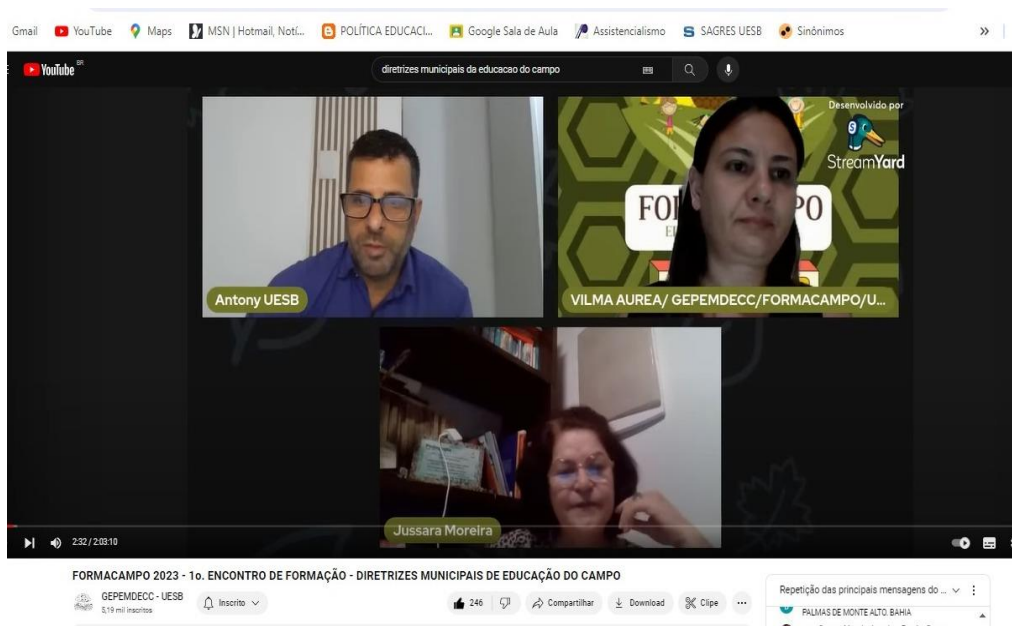 Gmail YouTube Maps MSN | Hotmail, Notí... POLÍTICA EDUCACI... Google Sala de Aula Assistencialismo SAGRES UESB Sinônimos »
YouTube BR diretrizes municipais da educacao do campo
Desenvolvido por
StreamYard
FO PO
Antony UESB
VILMA AUREA/ GEPEMDECC/FORMACAMPO/U...
Jussara Moreira
2:32 / 2:03:10
FORMACAMPO 2023 - 1o. ENCONTRO DE FORMAÇÃO - DIRETRIZES MUNICIPAIS DE EDUCAÇÃO DO CAMPO
GEPEMDECC - UESB
5,19 mil inscritos
Inscrito
246 Compartilhar Download Clipe ...
Repetição das principais mensagens do ...
PALMAS DE MONTE ALTO. BAHIA